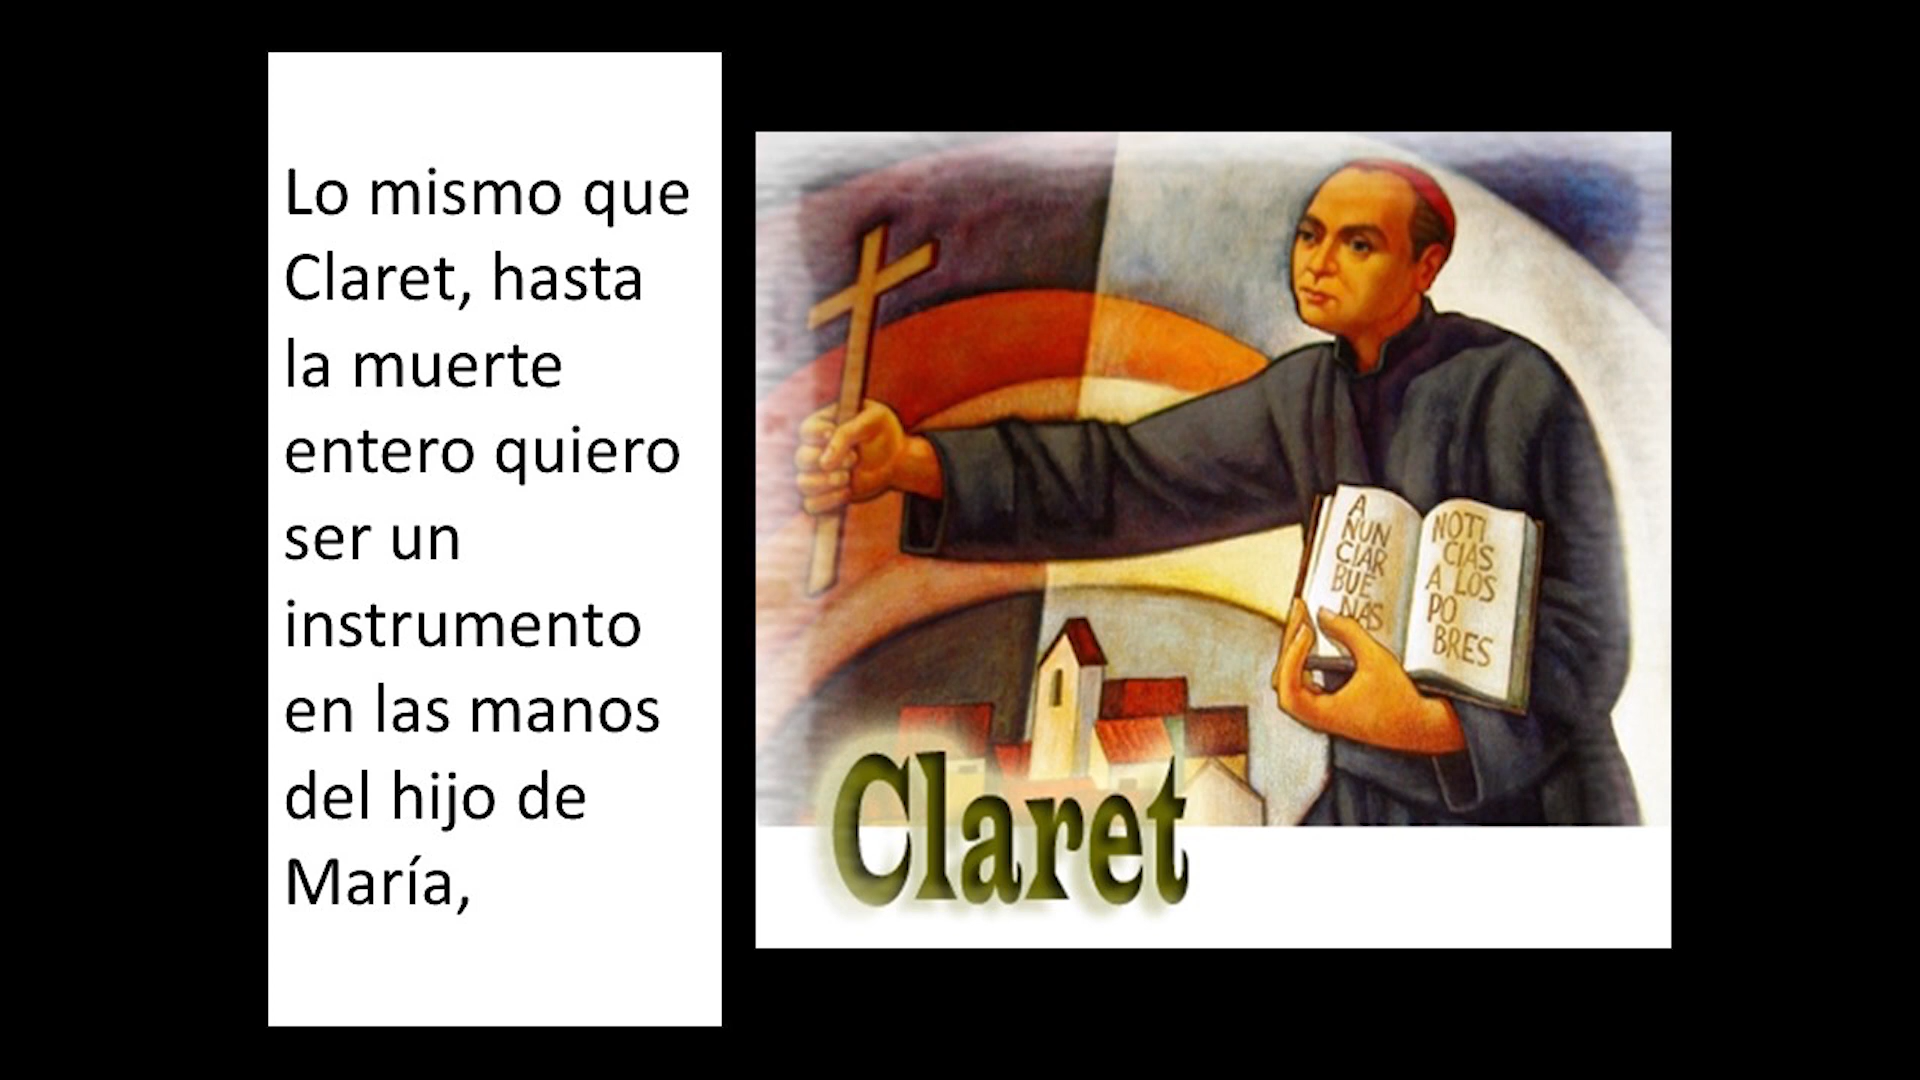 Lo mismo que
Claret, hasta
la muerte
entero quiero
ser un
instrumento
en las manos
del hijo de
María,
A
NUN
CIAR
BUE
NAS
NOTI
CIAS
A LOS
PO
BRES
Claret